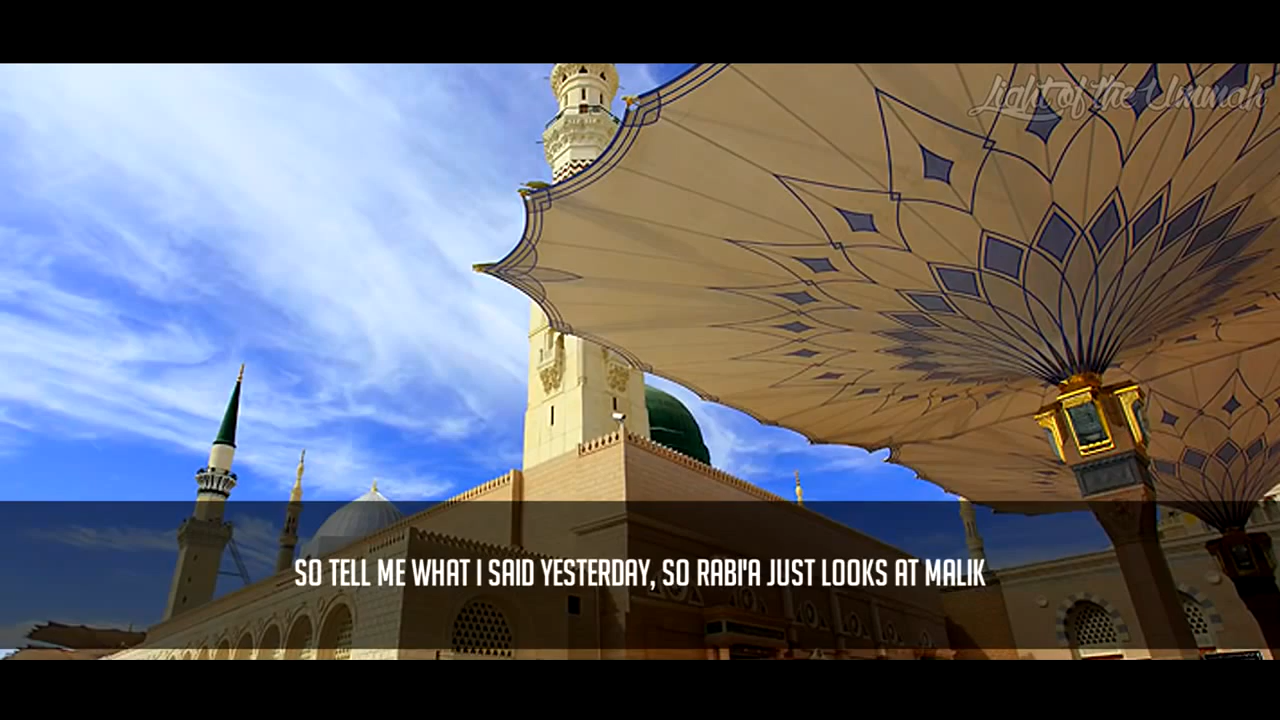 Light of the Ummah
SO TELL ME WHAT I SAID YESTERDAY, SO RABI'A JUST LOOKS AT MALIK